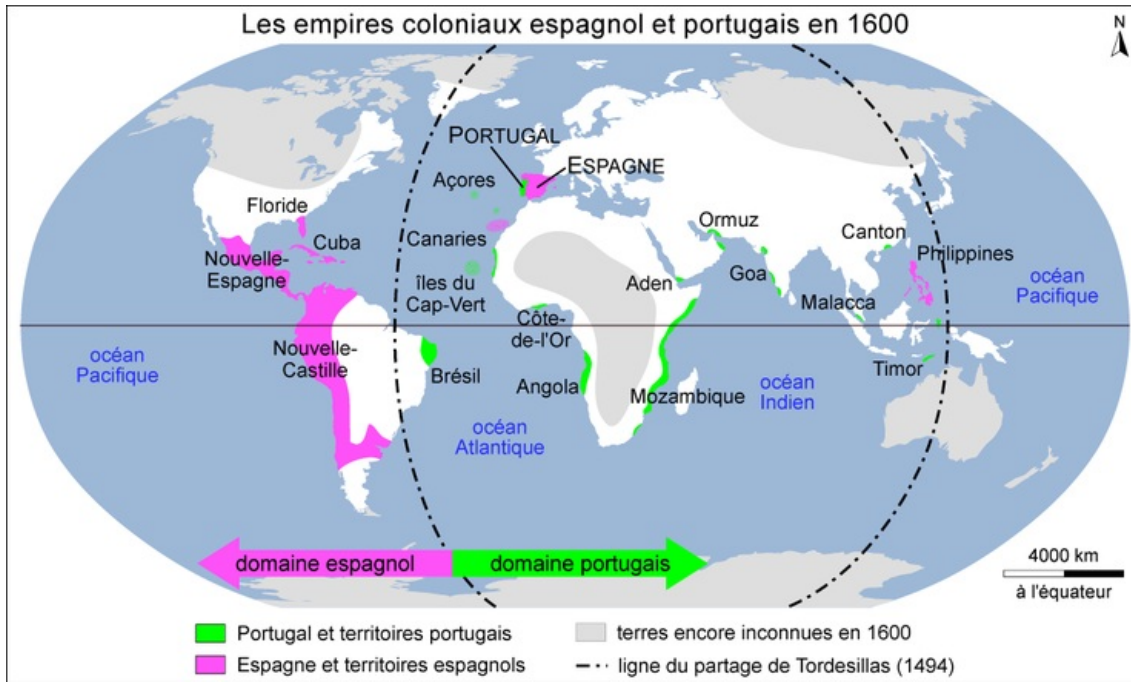 Les empires coloniaux espagnol et portugais en 1600
N
PORTUGAL
ESPAGNE
Açores
Floride
Ormuz
Canton
Cuba
Canaries
Philippines
Nouvelle-
Espagne
Goa
Aden
océan
Pacifique
îles du
Cap-Vert
Malacca
Côte-
de-l'Or
océan
Pacifique
Nouvelle-
Castille
Brésil
Angola
Mozambique
océan
Indien
Timor
océan
Atlantique
domaine espagnol
domaine portugais
4000 km
à l'équateur
Portugal et territoires portugais
terres encore inconnues en 1600
Espagne et territoires espagnols
ligne du partage de Tordesillas (1494)